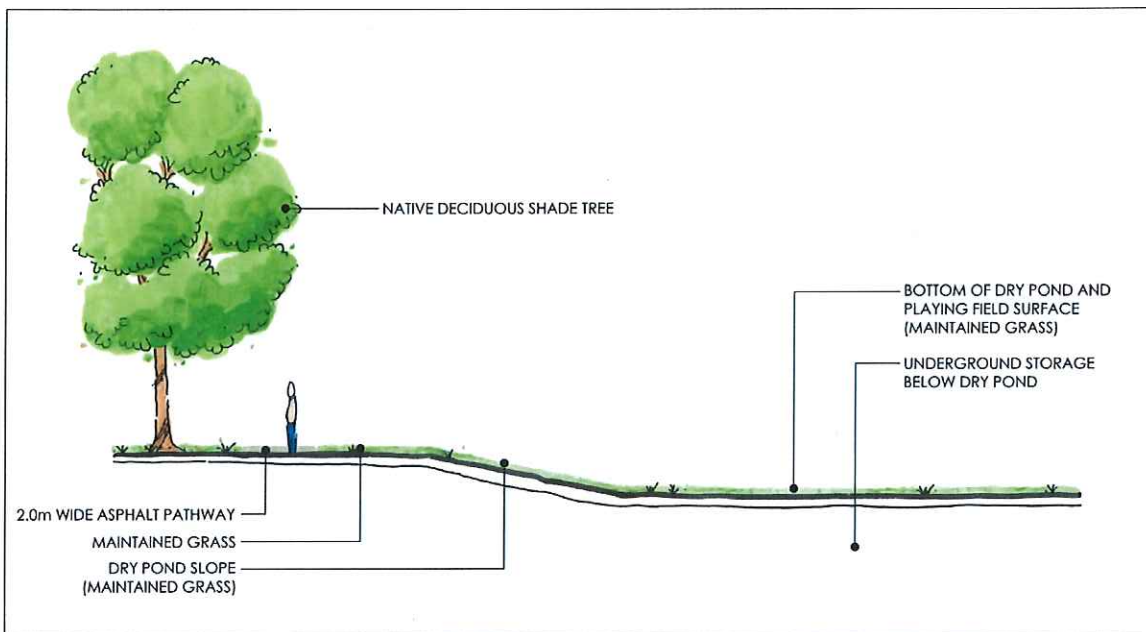 NATIVE DECIDUOUS SHADE TREE
BOTTOM OF DRY POND AND
PLAYING FIELD SURFACE
(MAINTAINED GRASS)
UNDERGROUND STORAGE
BELOW DRY POND
2.0m WIDE ASPHALT PATHWAY
MAINTAINED GRASS
DRY POND SLOPE
(MAINTAINED GRASS)